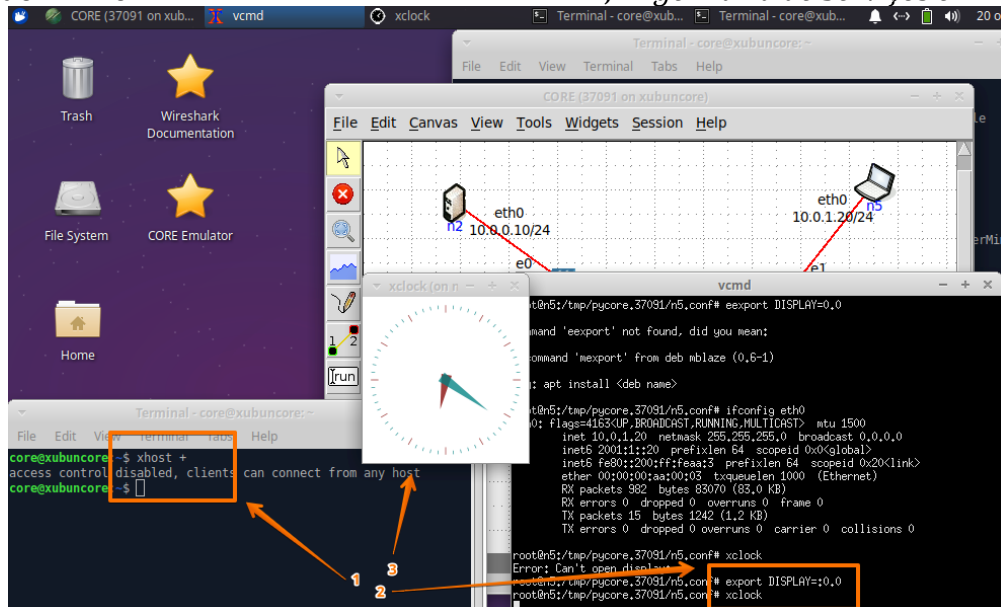 CORE (37091 on xub...
vcmd
xclock
Terminal - core@xub...
Terminal - core@xub...
20 o
Terminal - core@xubuncore: ~
File Edit View Terminal Tabs Help
Trash
Wireshark
Documentation
File System
CORE Emulator
Home
CORE (37091 on xubuncore)
File Edit Canvas View Tools Widgets Session Help
eth0
n2
10.0.0.10/24
e0
eth0
n5
10.0.1.20/24
e1
1 2
run
xclock (on n
Terminal - core@xubuncore: ~
File Edit View Terminal Tabs Help
core@xubuncore:~$ xhost +
access control disabled, clients can connect from any host
core@xubuncore:~$
1
2
3
vcmd
root@n5:/tmp/pycore.37091/n5.conf# eexport DISPLAY=0.0
Command 'eexport' not found, did you mean:
command 'mexport' from deb mblaze (0.6-1)
apt install <deb name>
root@n5:/tmp/pycore.37091/n5.conf# ifconfig eth0
eth0: flags=4163<UP,BROADCAST,RUNNING,MULTICAST> mtu 1500
inet 10.0.1.20 netmask 255.255.255.0 broadcast 0.0.0.0
inet6 2001:1::20 prefixlen 64 scopeid 0x0<global>
inet6 fe80::200:ff:feaa:3 prefixlen 64 scopeid 0x20<link>
ether 00:00:00:aa:00:03 txqueuelen 1000 (Ethernet)
RX packets 982 bytes 83070 (83.0 KB)
RX errors 0 dropped 0 overruns 0 frame 0
TX packets 15 bytes 1242 (1.2 KB)
TX errors 0 dropped 0 overruns 0 carrier 0 collisions 0
root@n5:/tmp/pycore.37091/n5.conf# xclock
Error: Can't open display:
root@n5:/tmp/pycore.37091/n5.conf# export DISPLAY=:0.0
root@n5:/tmp/pycore.37091/n5.conf# xclock